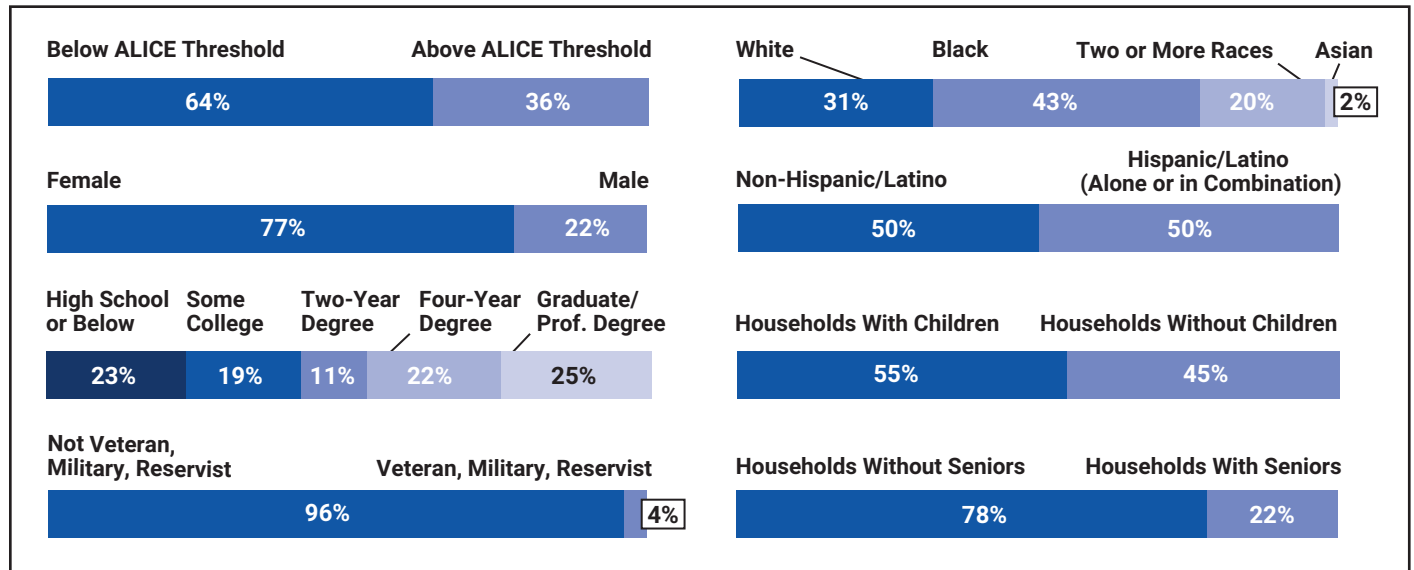 Below ALICE Threshold Above ALICE Threshold
64% 36%
Female Male
77% 22%
High School Some Two-Year Four-Year Graduate/
or Below College Degree Degree Prof. Degree
23% 19% 11% 22% 25%
Not Veteran,
Military, Reservist Veteran, Military, Reservist
96% 4%
White Black Two or More Races Asian
31% 43% 20% 2%
Hispanic/Latino
Non-Hispanic/Latino (Alone or in Combination)
50% 50%
Households With Children Households Without Children
55% 45%
Households Without Seniors Households With Seniors
78% 22%